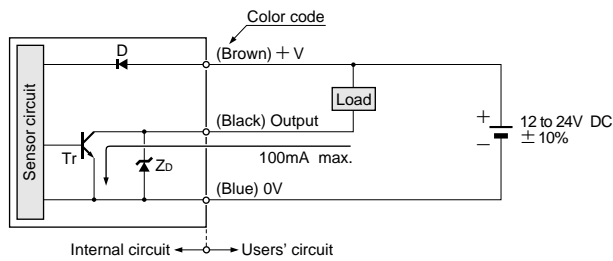 Color code
D
(Brown) + V
Sensor circuit
Load
(Black) Output
+
−
12 to 24V DC
± 10%
Tr
ZD
100mA max.
(Blue) 0V
Internal circuit
Users' circuit